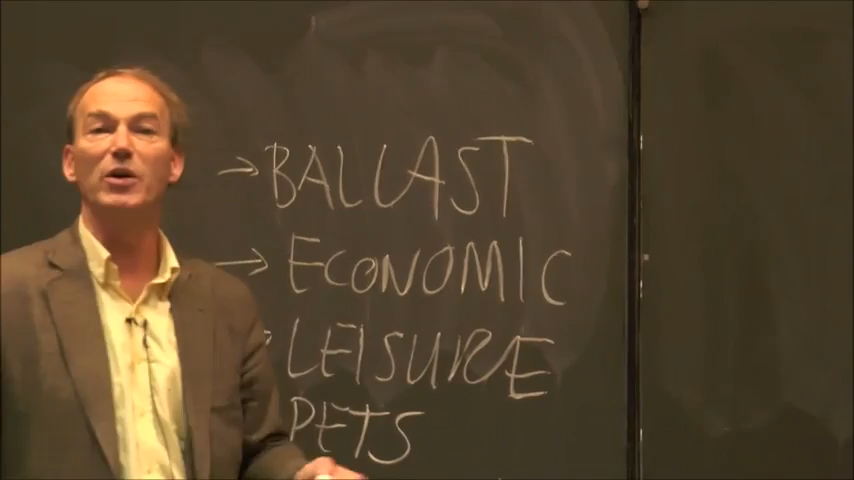 → BALLAST
→ ECONOMIC
LEISURE
PETS